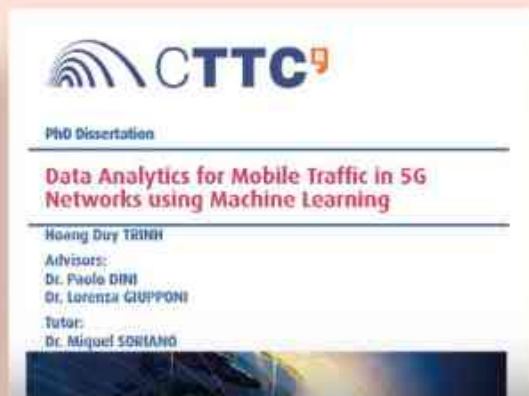 CTTC9
PhD Dissertation
Data Analytics for Mobile Traffic in 5G
Networks using Machine Learning
Hoang Duy TRINH
Advisors:
Dr. Paolo DINI
Dr. Lorenza GIUPPONI
Tutor:
Dr. Miquel SORIANO